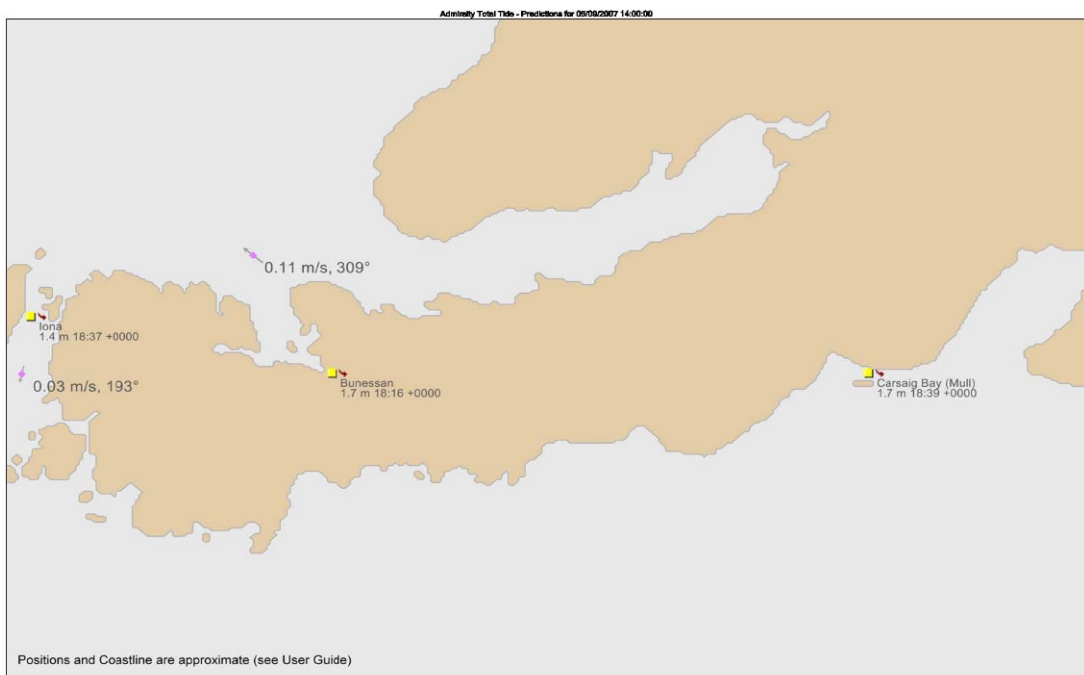 Admiralty Total Tide - Predictions for 05/09/2007 14:00:00
0.11 m/s, 309°
Iona
1.4 m 18:37 +0000
0.03 m/s, 193°
Bunessan
1.7 m 18:16 +0000
Carsaig Bay (Mull)
1.7 m 18:39 +0000
Positions and Coastline are approximate (see User Guide)